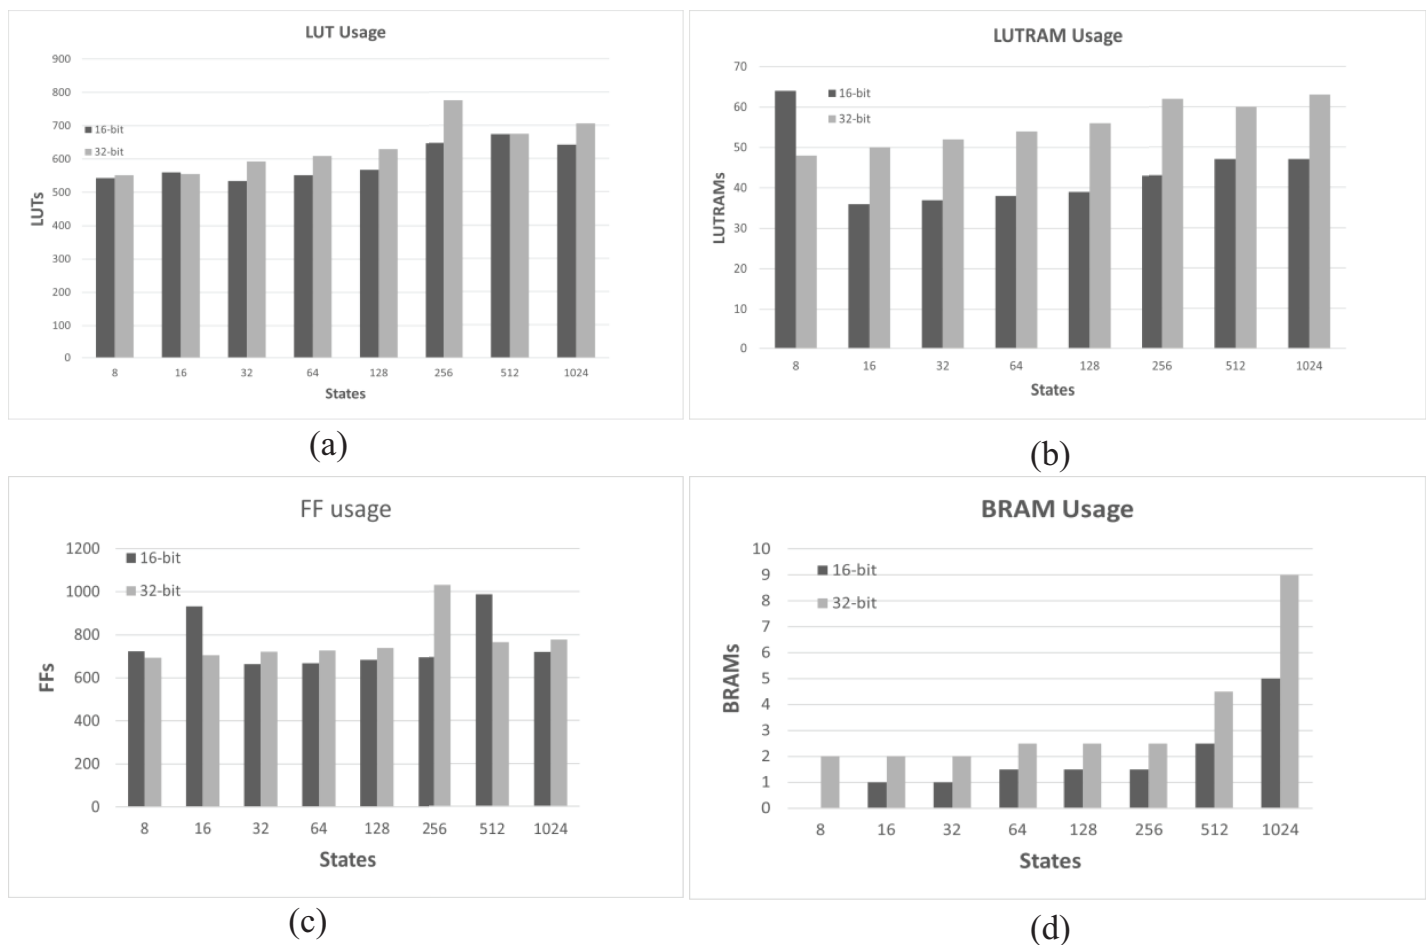 LUT Usage
900
800
700
600
500
400
300
200
100
0
LUTs
16-bit
32-bit
8 16 32 64 128 256 512 1024
States
(a)
LUTRAM Usage
70
60
50
40
30
20
10
0
LUTRAMs
16-bit
32-bit
8 16 32 64 128 256 512 1024
States
(b)
FF usage
1200
1000
800
600
400
200
0
FFs
16-bit
32-bit
8 16 32 64 128 256 512 1024
States
(c)
BRAM Usage
10
9
8
7
6
5
4
3
2
1
0
BRAMs
16-bit
32-bit
8 16 32 64 128 256 512 1024
States
(d)